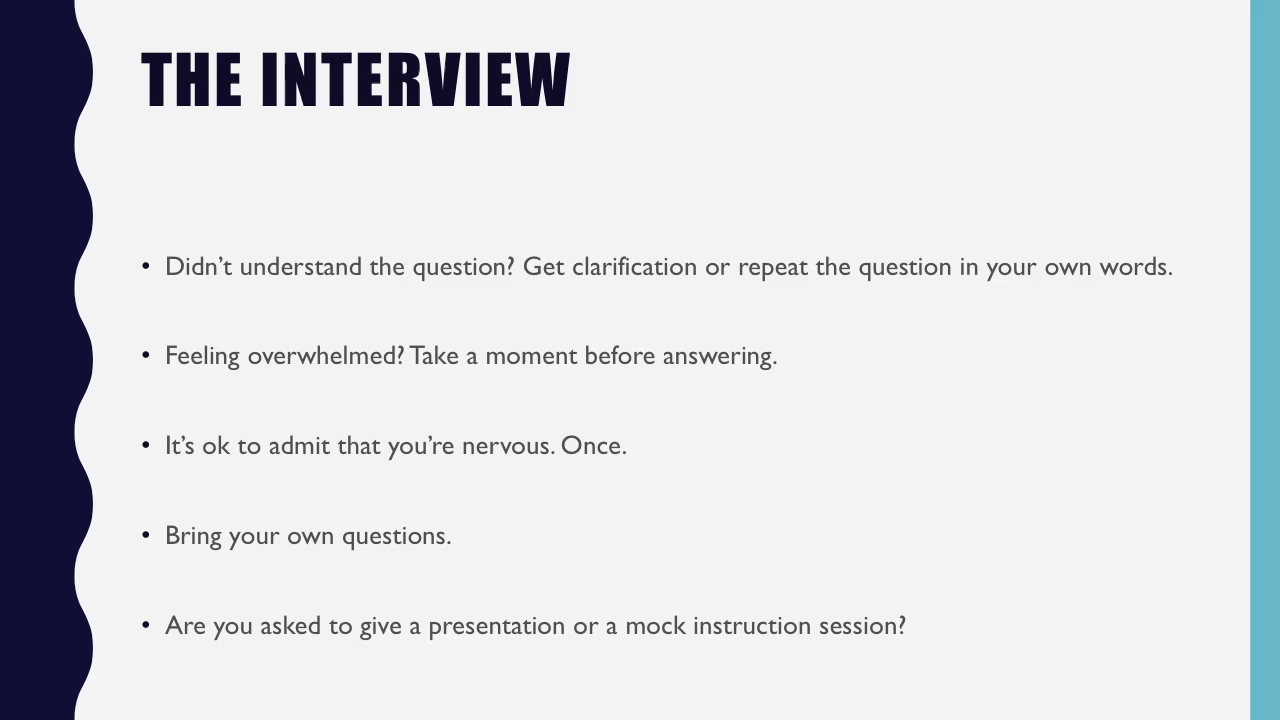 THE INTERVIEW
• Didn’t understand the question? Get clarification or repeat the question in your own words.
• Feeling overwhelmed? Take a moment before answering.
• It’s ok to admit that you’re nervous. Once.
• Bring your own questions.
• Are you asked to give a presentation or a mock instruction session?